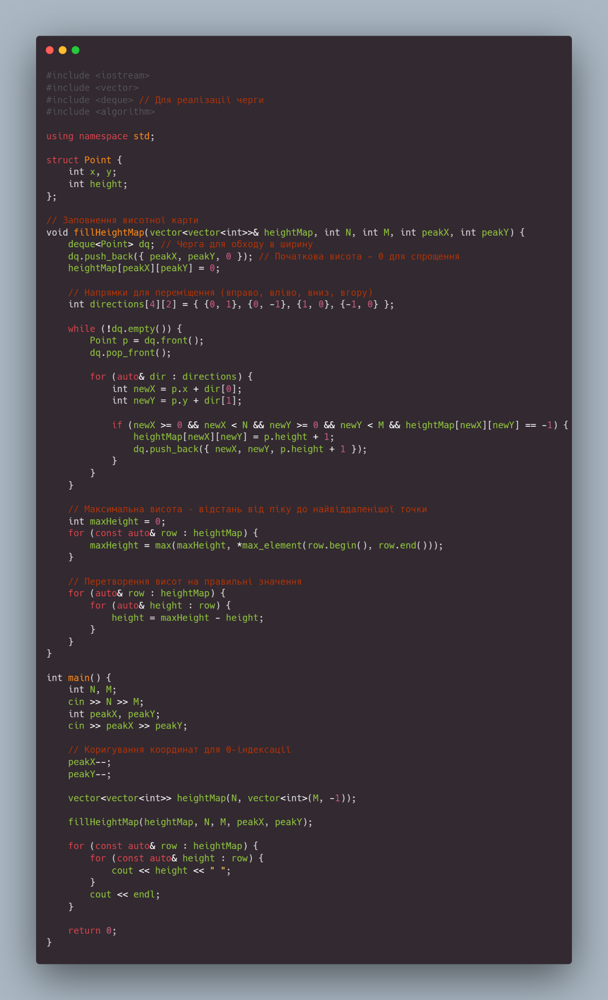 #include <iostream>
#include <vector>
#include <deque> // Для реалізації черги
#include <algorithm>

using namespace std;

struct Point {
    int x, y;
    int height;
};

// Заповнення висотної карти
void fillHeightMap(vector<vector<int>>& heightMap, int N, int M, int peakX, int peakY) {
    deque<Point> dq; // Черга для обходу в ширину
    dq.push_back({ peakX, peakY, 0 }); // Початкова висота - 0 для спрощення
    heightMap[peakX][peakY] = 0;

    // Напрямки для переміщення (вправо, вліво, вниз, вгору)
    int directions[4][2] = { {0, 1}, {0, -1}, {1, 0}, {-1, 0} };

    while (!dq.empty()) {
        Point p = dq.front();
        dq.pop_front();

        for (auto& dir : directions) {
            int newX = p.x + dir[0];
            int newY = p.y + dir[1];

            if (newX >= 0 && newX < N && newY >= 0 && newY < M && heightMap[newX][newY] == -1) {
                heightMap[newX][newY] = p.height + 1;
                dq.push_back({ newX, newY, p.height + 1 });
            }
        }
    }

    // Максимальна висота - відстань від піку до найвіддаленішої точки
    int maxHeight = 0;
    for (const auto& row : heightMap) {
        maxHeight = max(maxHeight, *max_element(row.begin(), row.end()));
    }

    // Перетворення висот на правильні значення
    for (auto& row : heightMap) {
        for (auto& height : row) {
            height = maxHeight - height;
        }
    }
}

int main() {
    int N, M;
    cin >> N >> M;
    int peakX, peakY;
    cin >> peakX >> peakY;

    // Коригування координат для 0-індексації
    peakX--;
    peakY--;

    vector<vector<int>> heightMap(N, vector<int>(M, -1));

    fillHeightMap(heightMap, N, M, peakX, peakY);

    for (const auto& row : heightMap) {
        for (const auto& height : row) {
            cout << height << " ";
        }
        cout << endl;
    }

    return 0;
}